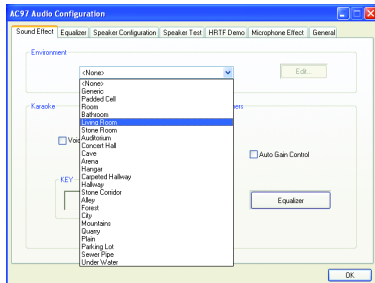 AC97 Audio Configuration
Sound Effect Equalizer Speaker Configuration Speaker Test HRTF Demo Microphone Effect General
Environment
<None>
Edit...
<None>
Generic
Padded Cell
Room
Bathroom
Living Room
Stone Room
Auditorium
Concert Hall
Cave
Arena
Hangar
Carpeted Hallway
Hallway
Stone Corridor
Alley
Forest
City
Mountains
Quarry
Plain
Parking Lot
Sewer Pipe
Under Water
Karaoke
Auto Gain Control
KEY
Equalizer
OK